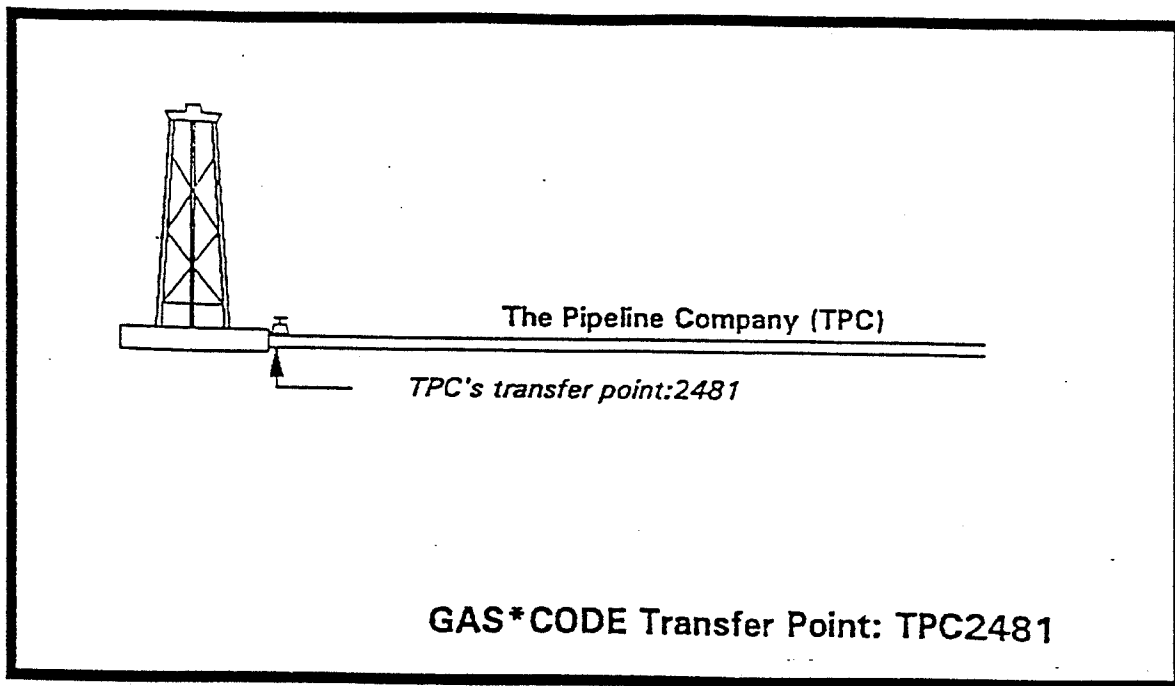 The Pipeline Company (TPC)
TPC's transfer point:2481
GAS*CODE Transfer Point: TPC2481